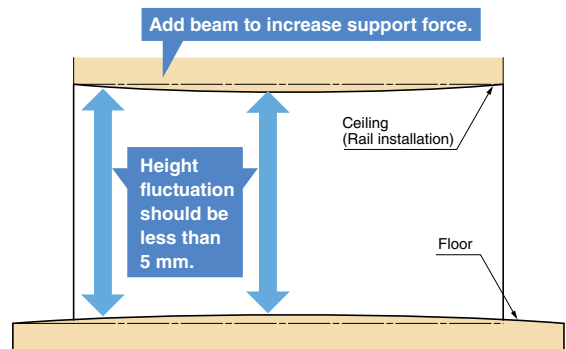 Add beam to increase support force.
Ceiling
(Rail installation)
Height
fluctuation
should be
less than
5 mm.
Floor